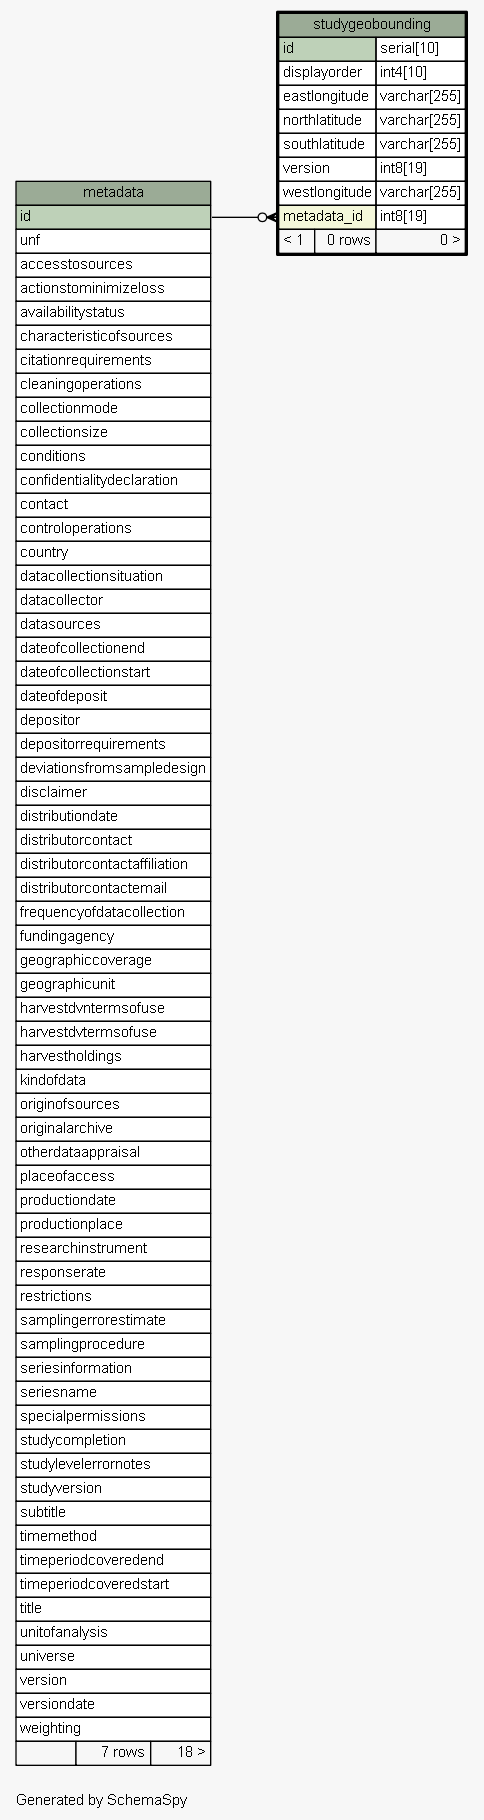 studygeobounding
id serial[10]
displayorder int4[10]
eastlongitude varchar[255]
northlatitude varchar[255]
southlatitude varchar[255]
version int8[19]
westlongitude varchar[255]
metadata_id int8[19]
< 1 0 rows 0 >
metadata
id
unf
accesstosources
actionstominimizeloss
availabilitystatus
characteristicofsources
citationrequirements
cleaningoperations
collectionmode
collectionsize
conditions
confidentialitydeclaration
contact
controloperations
country
datacollectionsituation
datacollector
datasources
dateofcollectionend
dateofcollectionstart
dateofdeposit
depositor
depositorrequirements
deviationsfromsampledesign
disclaimer
distributiondate
distributorcontact
distributorcontactaffiliation
distributorcontactemail
frequencyofdatacollection
fundingagency
geographiccoverage
geographicunit
harvestdvntermsofuse
harvestdvtermsofuse
harvestholdings
kindofdata
originofsources
originalarchive
otherdataappraisal
placeofaccess
productiondate
productionplace
researchinstrument
responserate
restrictions
samplingerrorestimate
samplingprocedure
seriesinformation
seriesname
specialpermissions
studycompletion
studylevelerrornotes
studyversion
subtitle
timemethod
timeperiodcoveredend
timeperiodcoveredstart
title
unitofanalysis
universe
version
versiondate
weighting
7 rows 18 >
Generated by SchemaSpy